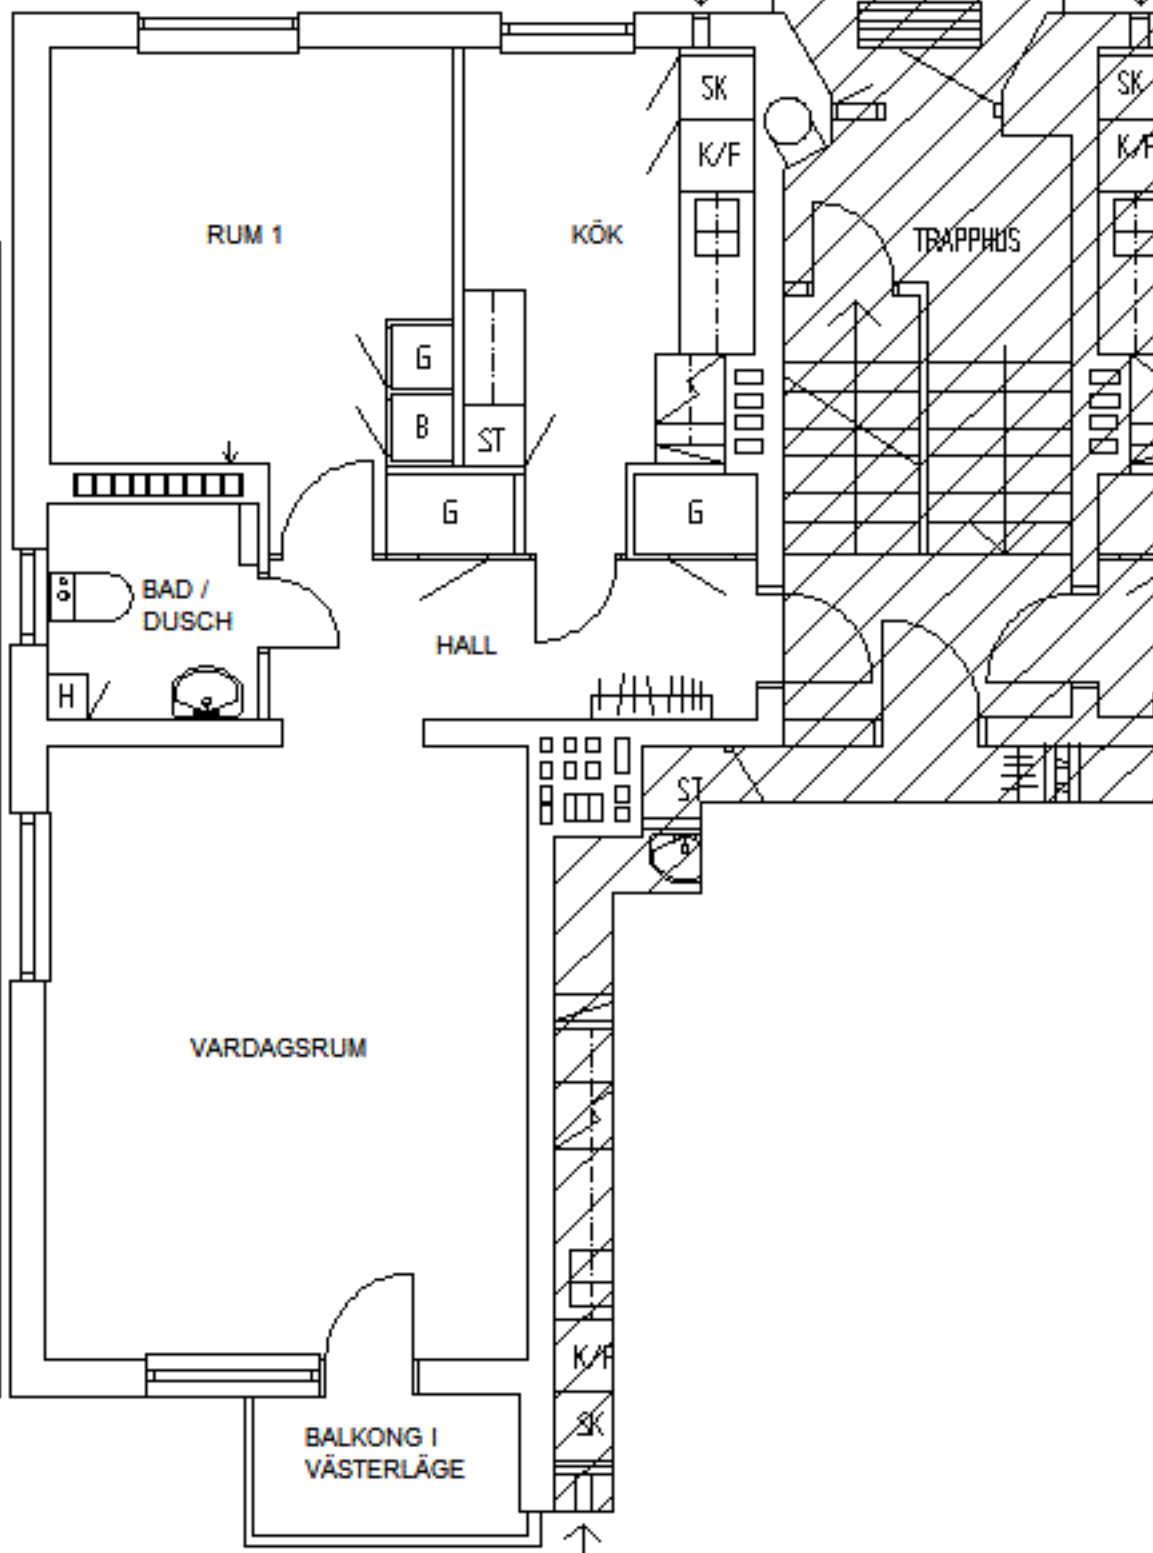 SK
SK
K/F
K/F
RUM 1
KÖK
TRAPPHUS
G
B
ST
G
G
BAD /
DUSCH
HALL
H
ST
VARDAGSRUM
K/F
SK
BALKONG I
VÄSTERLÄGE